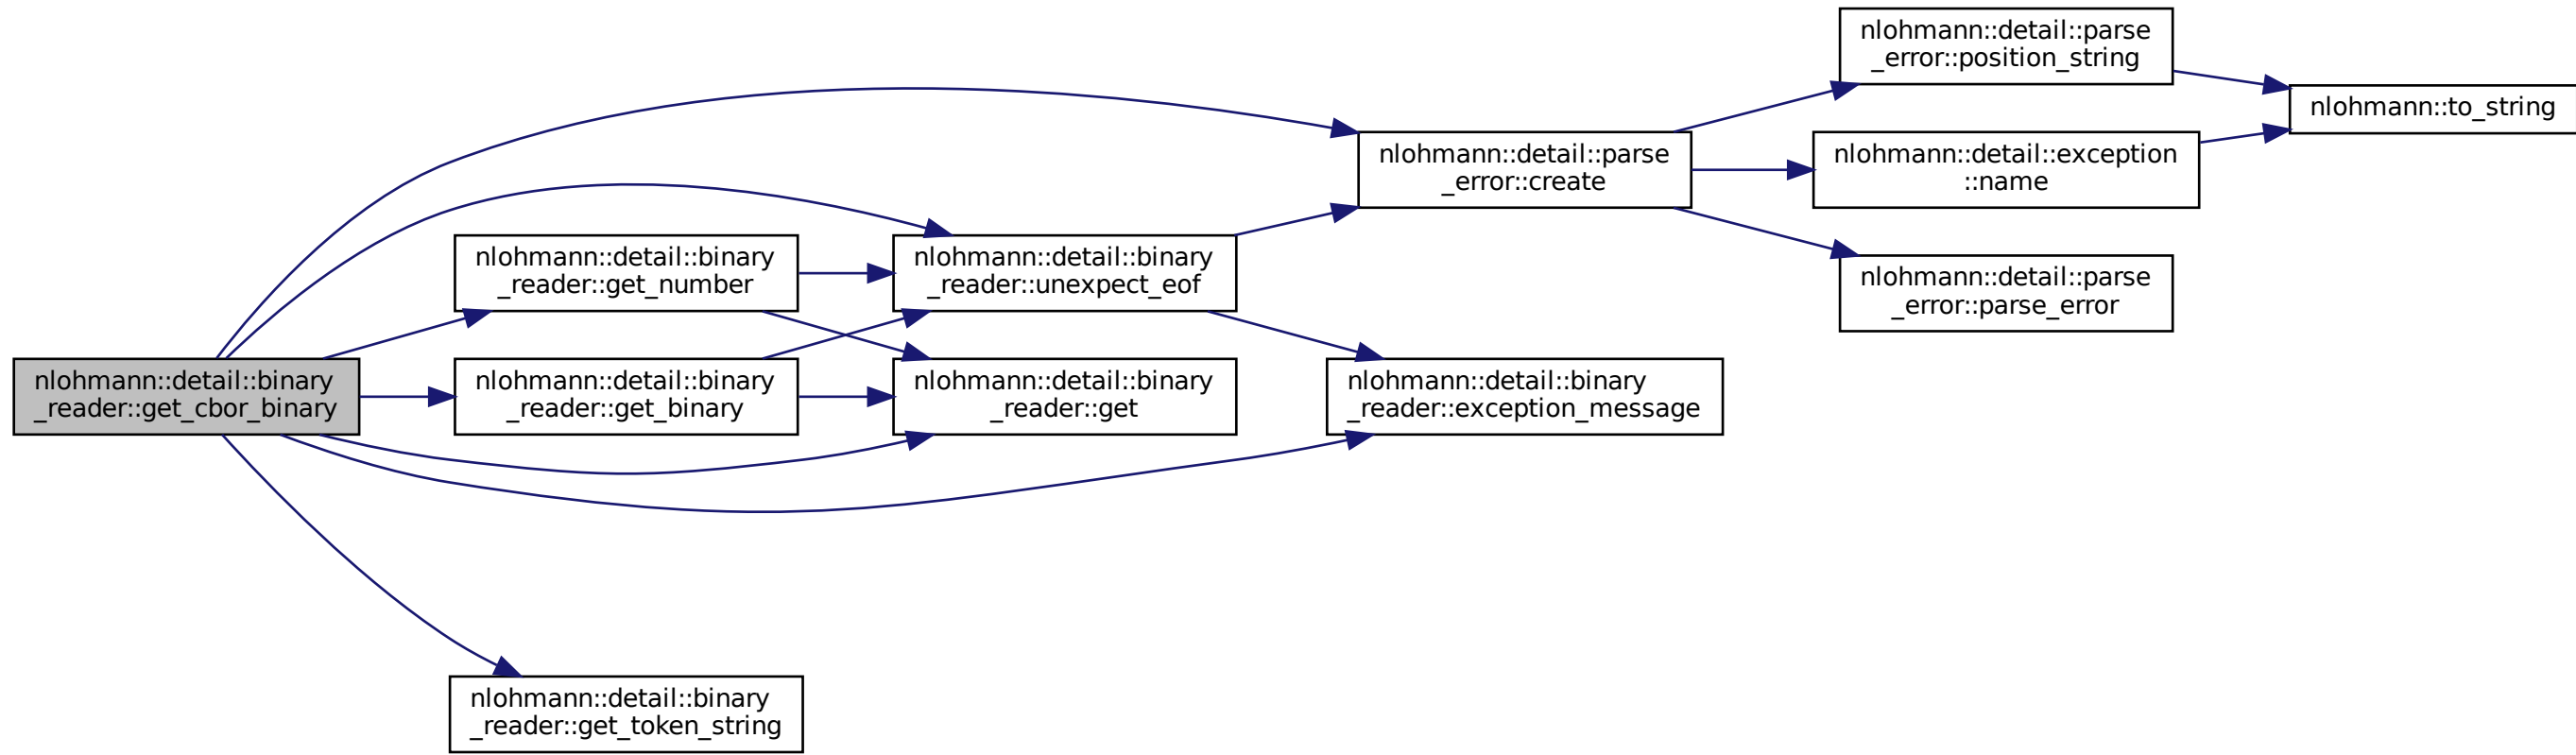 nlohmann::detail::binary
_reader::get_cbor_binary
nlohmann::detail::binary
_reader::get_number
nlohmann::detail::binary
_reader::get_binary
nlohmann::detail::binary
_reader::get_token_string
nlohmann::detail::binary
_reader::unexpect_eof
nlohmann::detail::binary
_reader::get
nlohmann::detail::parse
_error::create
nlohmann::detail::binary
_reader::exception_message
nlohmann::detail::parse
_error::position_string
nlohmann::detail::exception
::name
nlohmann::detail::parse
_error::parse_error
nlohmann::to_string